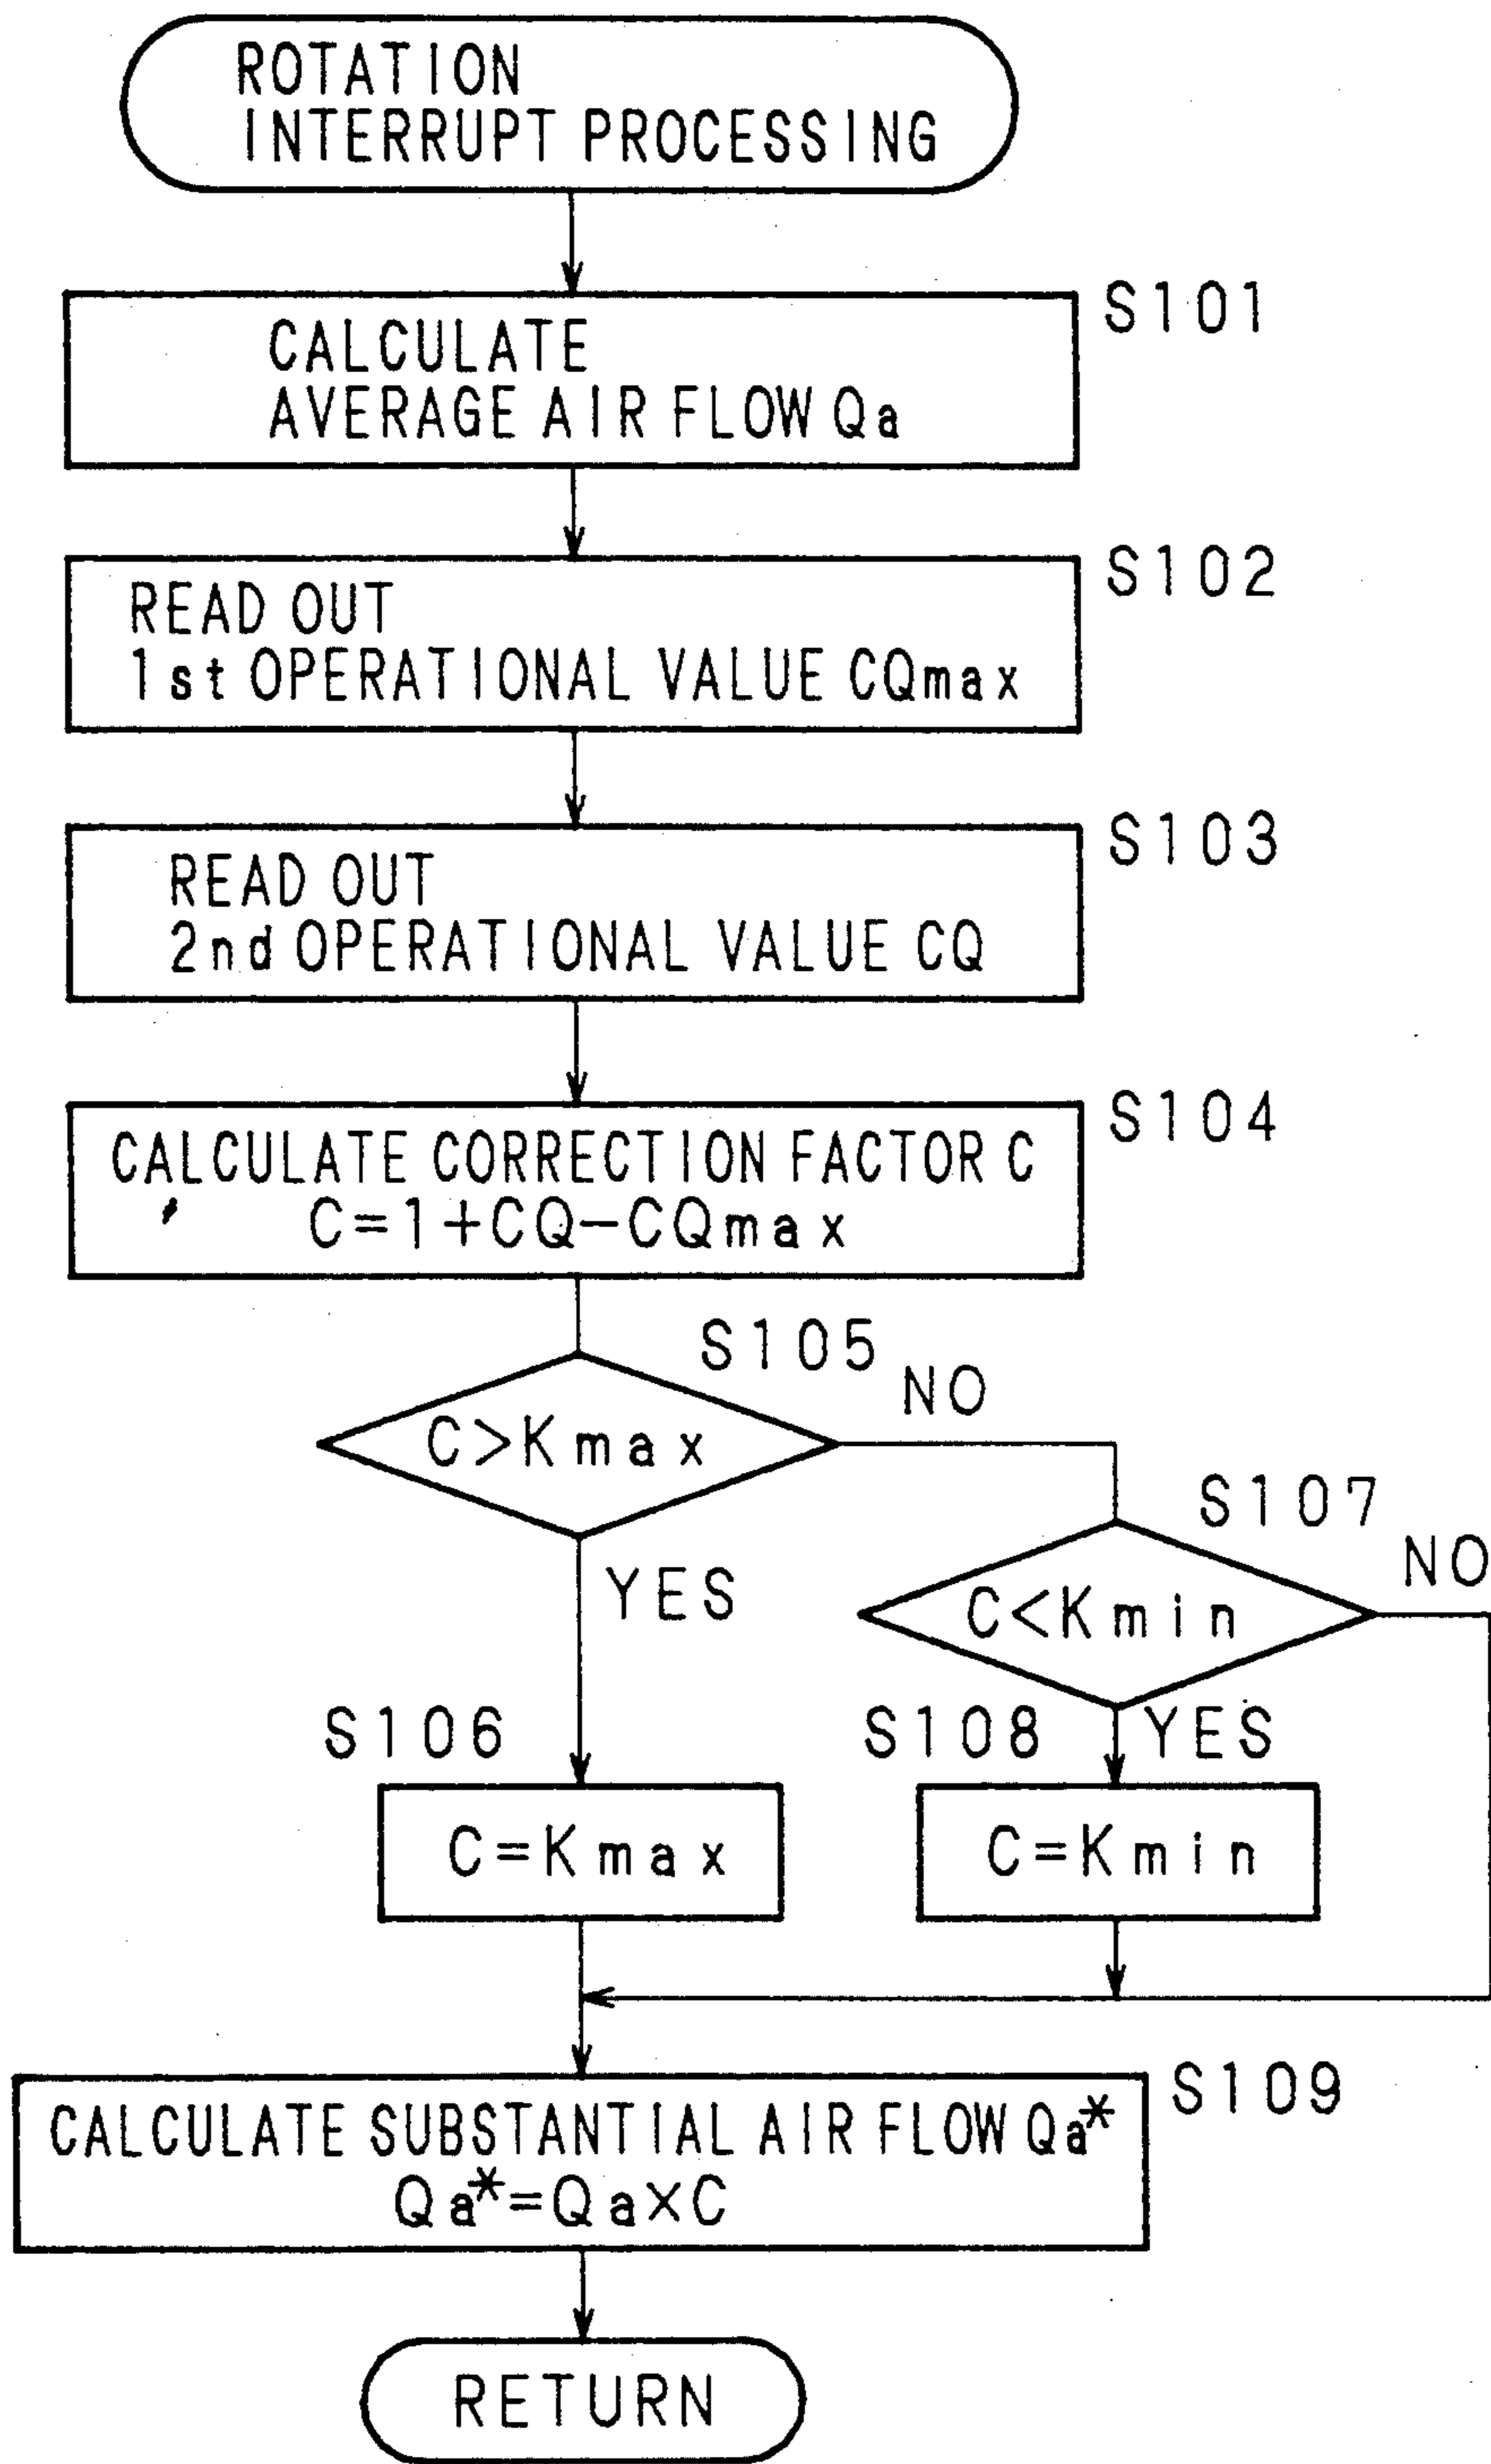 ROTATION
INTERRUPT PROCESSING
S101
CALCULATE
AVERAGE AIR FLOW Qa
S102
READ OUT
1st OPERATIONAL VALUE CQmax
S103
READ OUT
2nd OPERATIONAL VALUE CQ
S104
CALCULATE CORRECTION FACTOR C
C=1+CQ-CQmax
S105
NO
C>Kmax
S107
NO
YES
C<Kmin
S106
S108
YES
C=Kmax
C=Kmin
S109
CALCULATE SUBSTANTIAL AIR FLOW Qa*
Qa*=Qa×C
RETURN